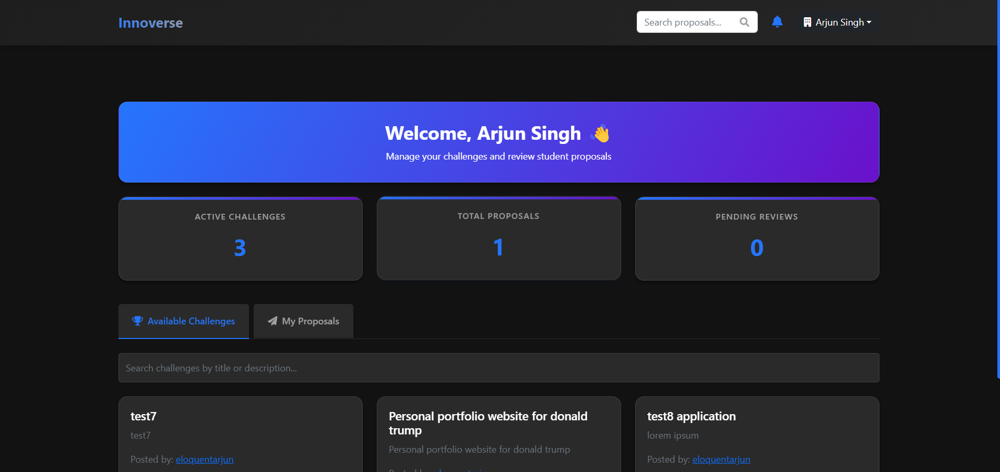 Innoverse
Search proposals...
Arjun Singh
Welcome, Arjun Singh 👋
Manage your challenges and review student proposals
ACTIVE CHALLENGES
3
TOTAL PROPOSALS
1
PENDING REVIEWS
0
Available Challenges
My Proposals
Search challenges by title or description...
test7
test7
Posted by: eloquentarjun
Personal portfolio website for donald
trump
Personal portfolio website for donald trump
test8 application
lorem ipsum
Posted by: eloquentarjun